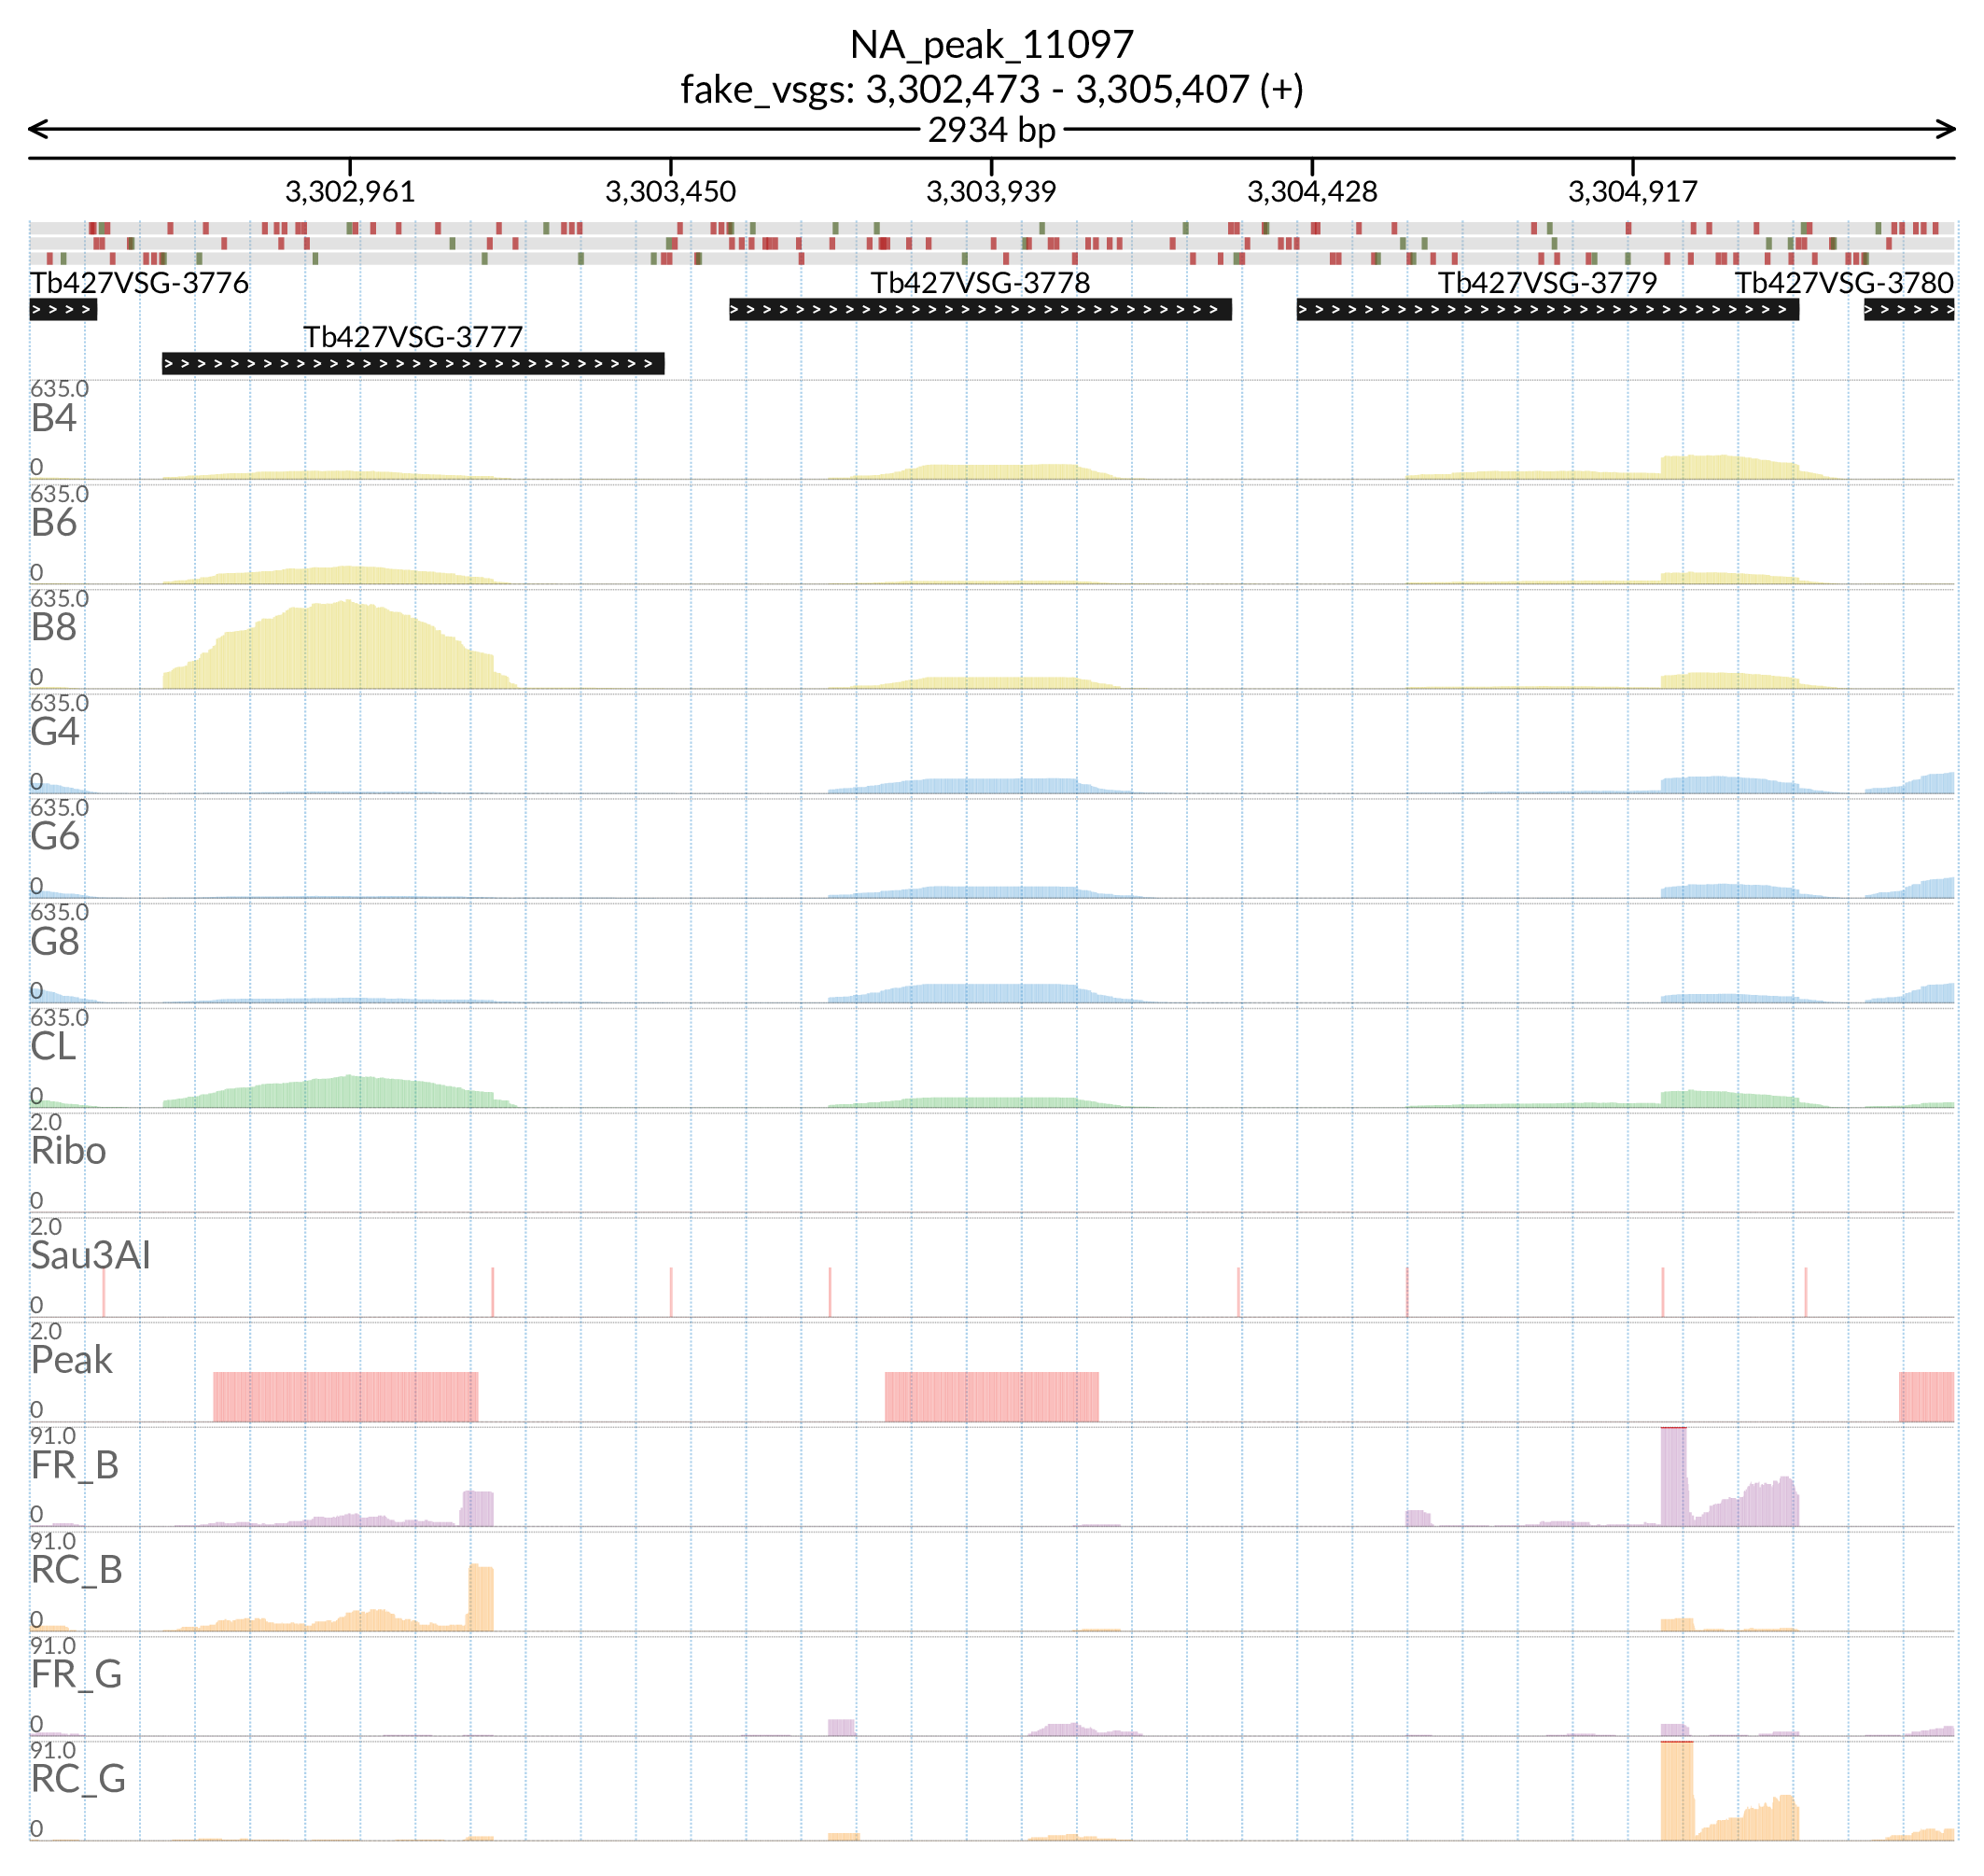 NA_peak_11097
fake_vsgs: 3,302,473 - 3,305,407 (+)
2934 bp
3,302,961 3,303,450 3,303,939 3,304,428 3,304,917
Tb427VSG-3776 Tb427VSG-3778 Tb427VSG-3779 Tb427VSG-3780
Tb427VSG-3777
635.0
B4
0
635.0
B6
0
635.0
B8
0
635.0
G4
0
635.0
G6
0
635.0
G8
0
635.0
CL
0
2.0
Ribo
0
2.0
Sau3AI
0
2.0
Peak
0
91.0
FR_B
0
91.0
RC_B
0
91.0
FR_G
0
91.0
RC_G
0